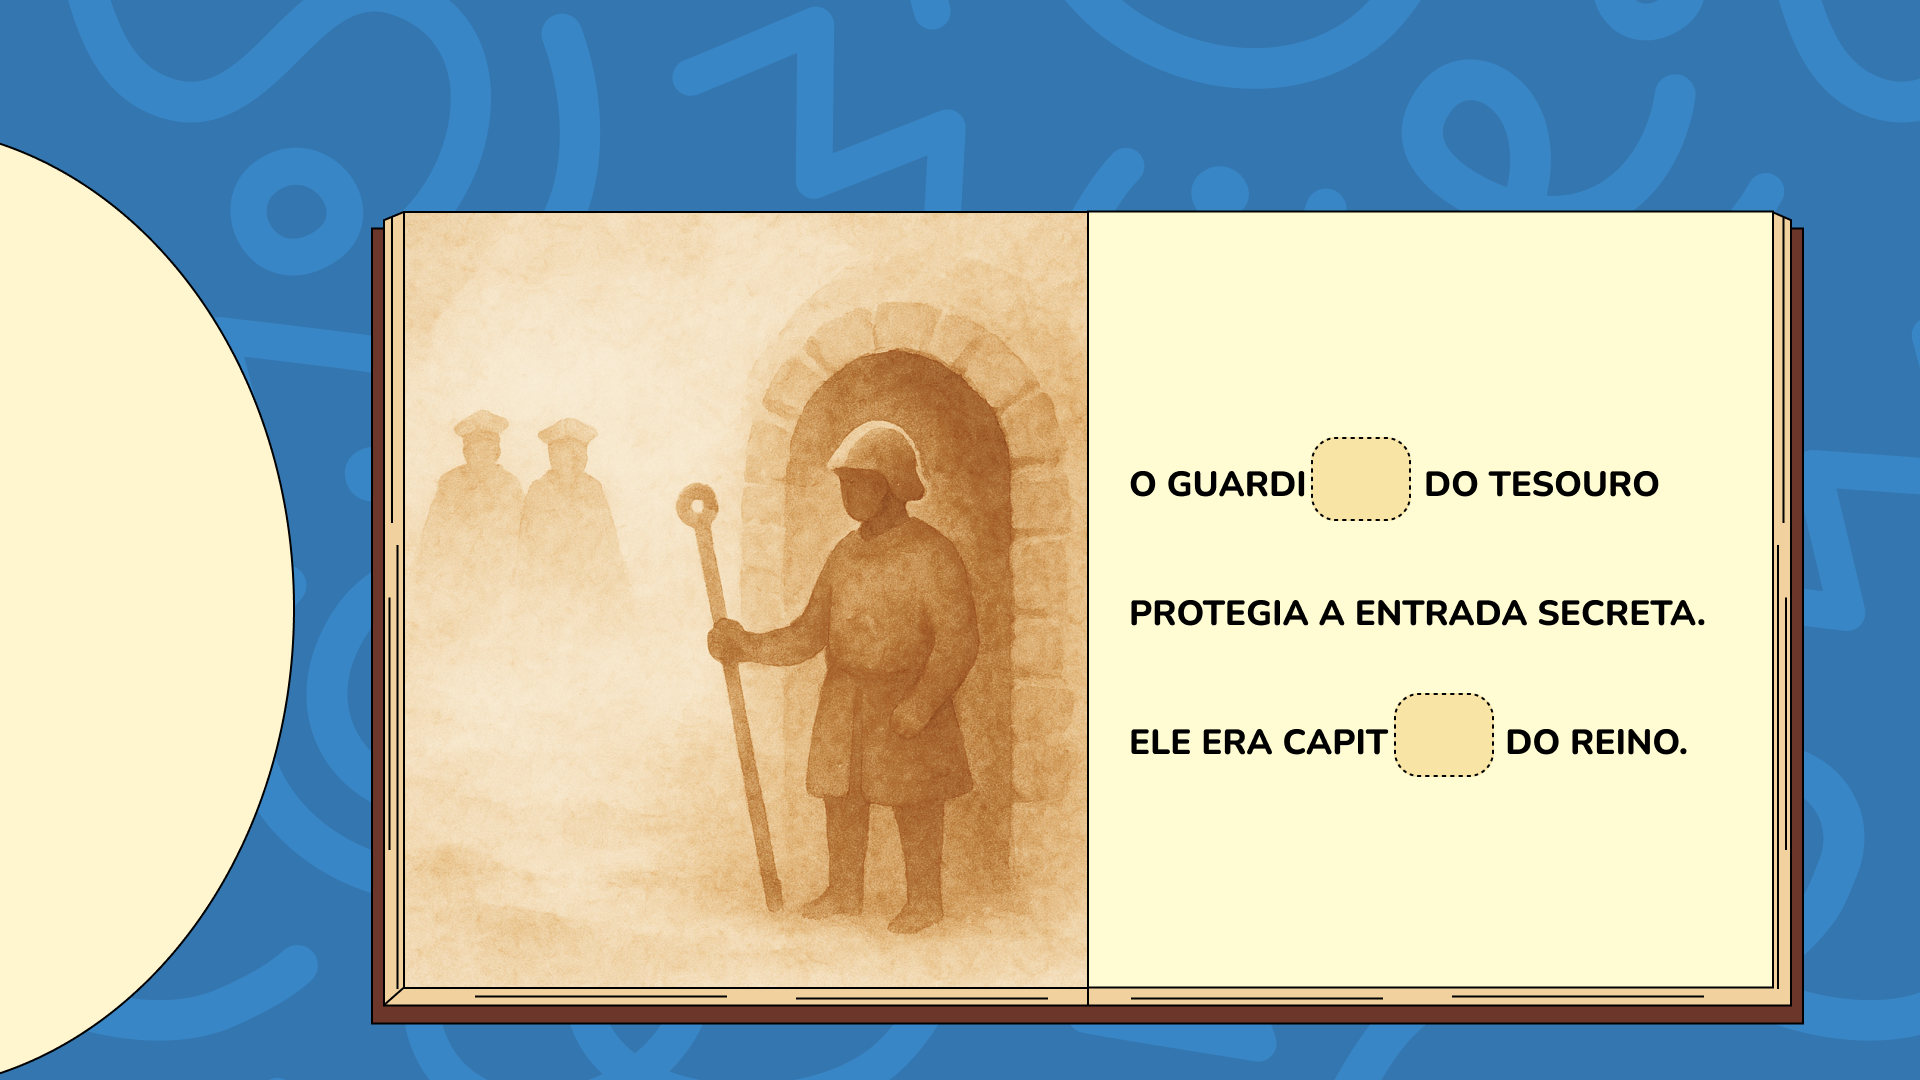 O GUARDI DO TESOURO
PROTEGIA A ENTRADA SECRETA.
ELE ERA CAPIT DO REINO.